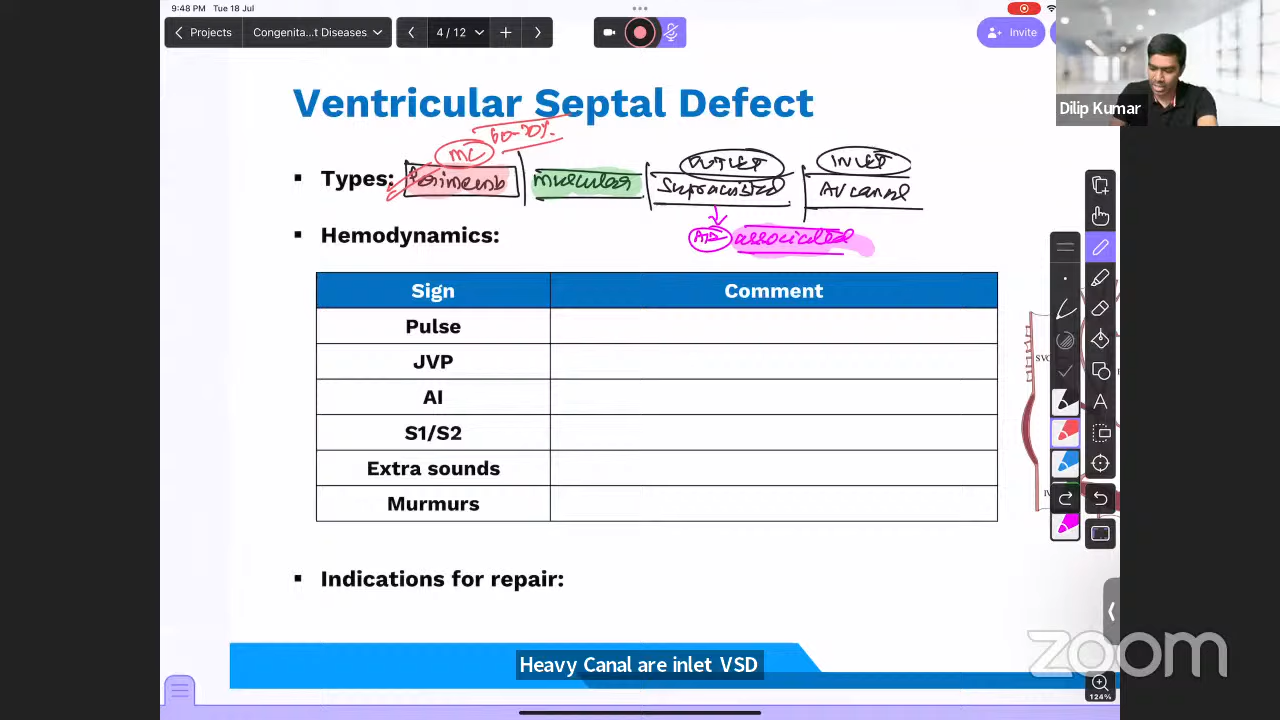 9:48 PM Tue 18 Jul
Projects
Congenita...t Diseases
4 / 12
Invite
Dilip Kumar
Ventricular Septal Defect
MC 60-70%
Types: Perimemb muscular OUTLET Supracristal INLET AV canal
Hemodynamics: associated
Sign Comment
Pulse
JVP
AI
S1/S2
Extra sounds
Murmurs
SVC
Indications for repair:
Heavy Canal are inlet VSD
zoom
124%